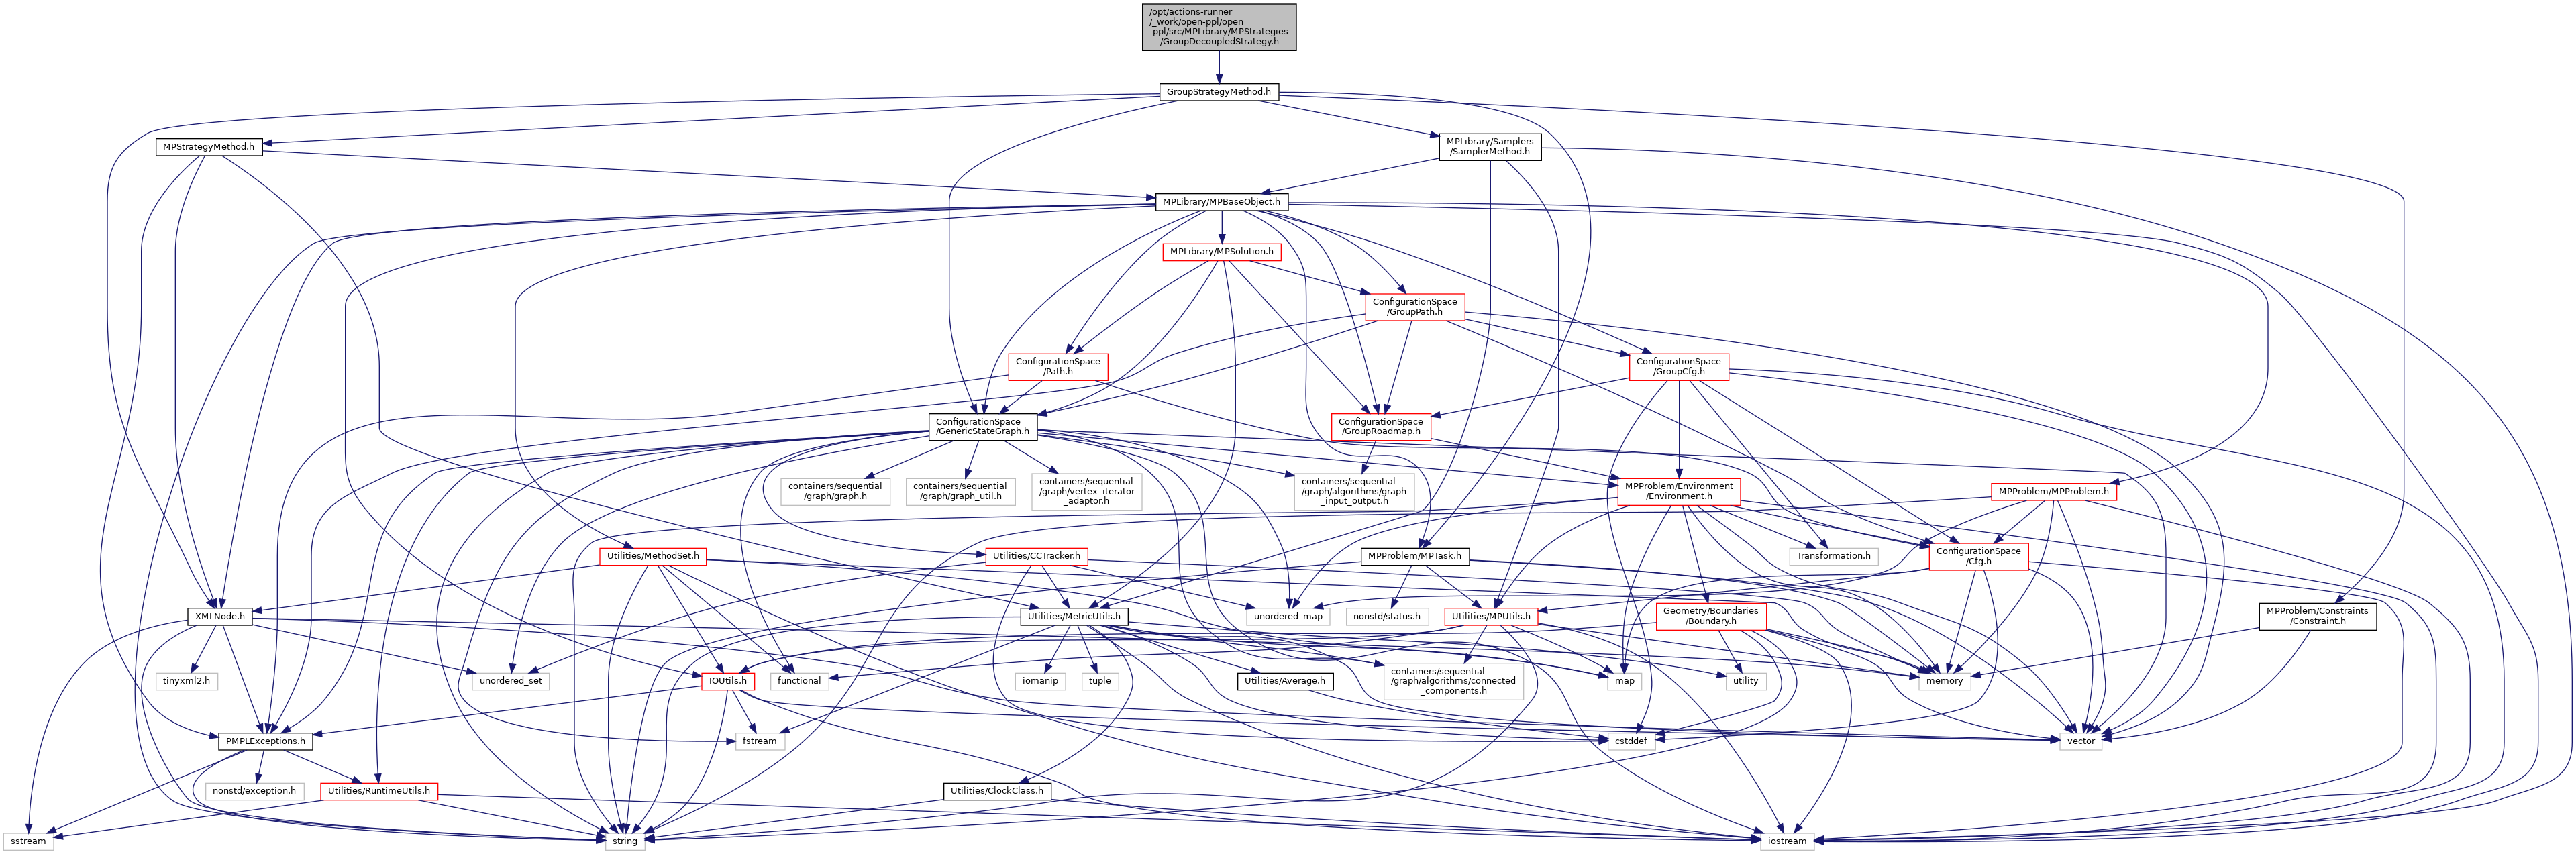 /opt/actions-runner
/_work/open-ppl/open
-ppl/src/MPLibrary/MPStrategies
/GroupDecoupledStrategy.h
GroupStrategyMethod.h
MPStrategyMethod.h
MPLibrary/Samplers
/SamplerMethod.h
MPLibrary/MPBaseObject.h
MPLibrary/MPSolution.h
ConfigurationSpace
/GroupPath.h
ConfigurationSpace
/Path.h
ConfigurationSpace
/GroupCfg.h
ConfigurationSpace
/GenericStateGraph.h
ConfigurationSpace
/GroupRoadmap.h
containers/sequential
/graph/graph.h
containers/sequential
/graph/graph_util.h
containers/sequential
/graph/vertex_iterator
_adaptor.h
containers/sequential
/graph/algorithms/graph
_input_output.h
MPProblem/Environment
/Environment.h
MPProblem/MPProblem.h
Utilities/MethodSet.h
Utilities/CCTracker.h
MPProblem/MPTask.h
Transformation.h
ConfigurationSpace
/Cfg.h
XMLNode.h
Utilities/MetricUtils.h
unordered_map
nonstd/status.h
Utilities/MPUtils.h
Geometry/Boundaries
/Boundary.h
MPProblem/Constraints
/Constraint.h
tinyxml2.h
unordered_set
IOUtils.h
functional
iomanip
tuple
Utilities/Average.h
containers/sequential
/graph/algorithms/connected
_components.h
map
utility
memory
PMPLExceptions.h
fstream
cstddef
vector
nonstd/exception.h
Utilities/RuntimeUtils.h
Utilities/ClockClass.h
sstream
string
iostream